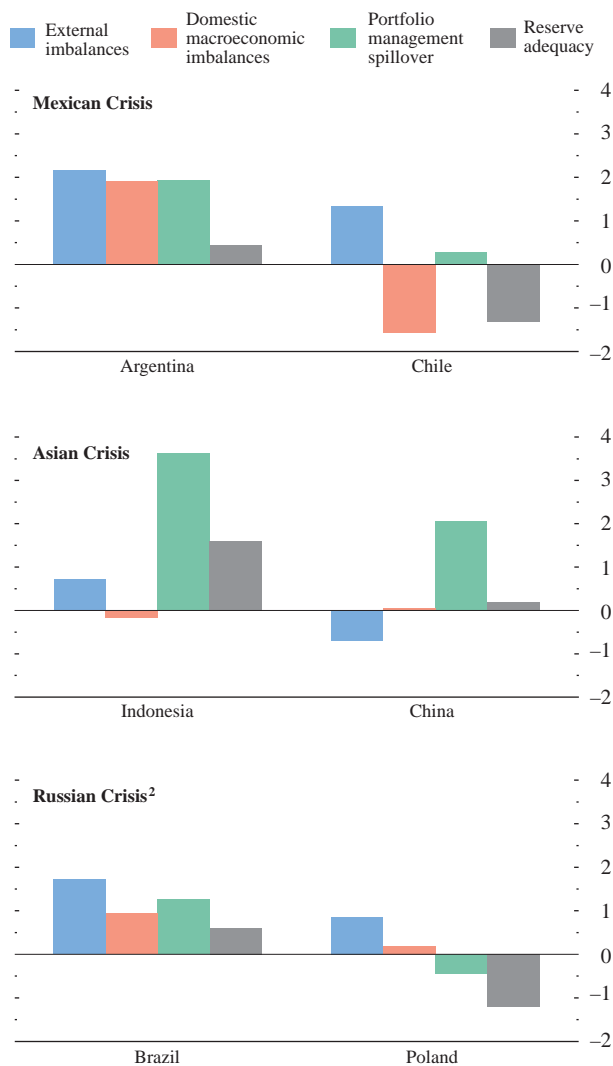 External
imbalances
Domestic
macroeconomic
imbalances
Portfolio
management
spillover
Reserve
adequacy
Mexican Crisis
4
3
2
1
0
–1
–2
Argentina
Chile
Asian Crisis
4
3
2
1
0
–1
–2
Indonesia
China
Russian Crisis²
4
3
2
1
0
–1
–2
Brazil
Poland